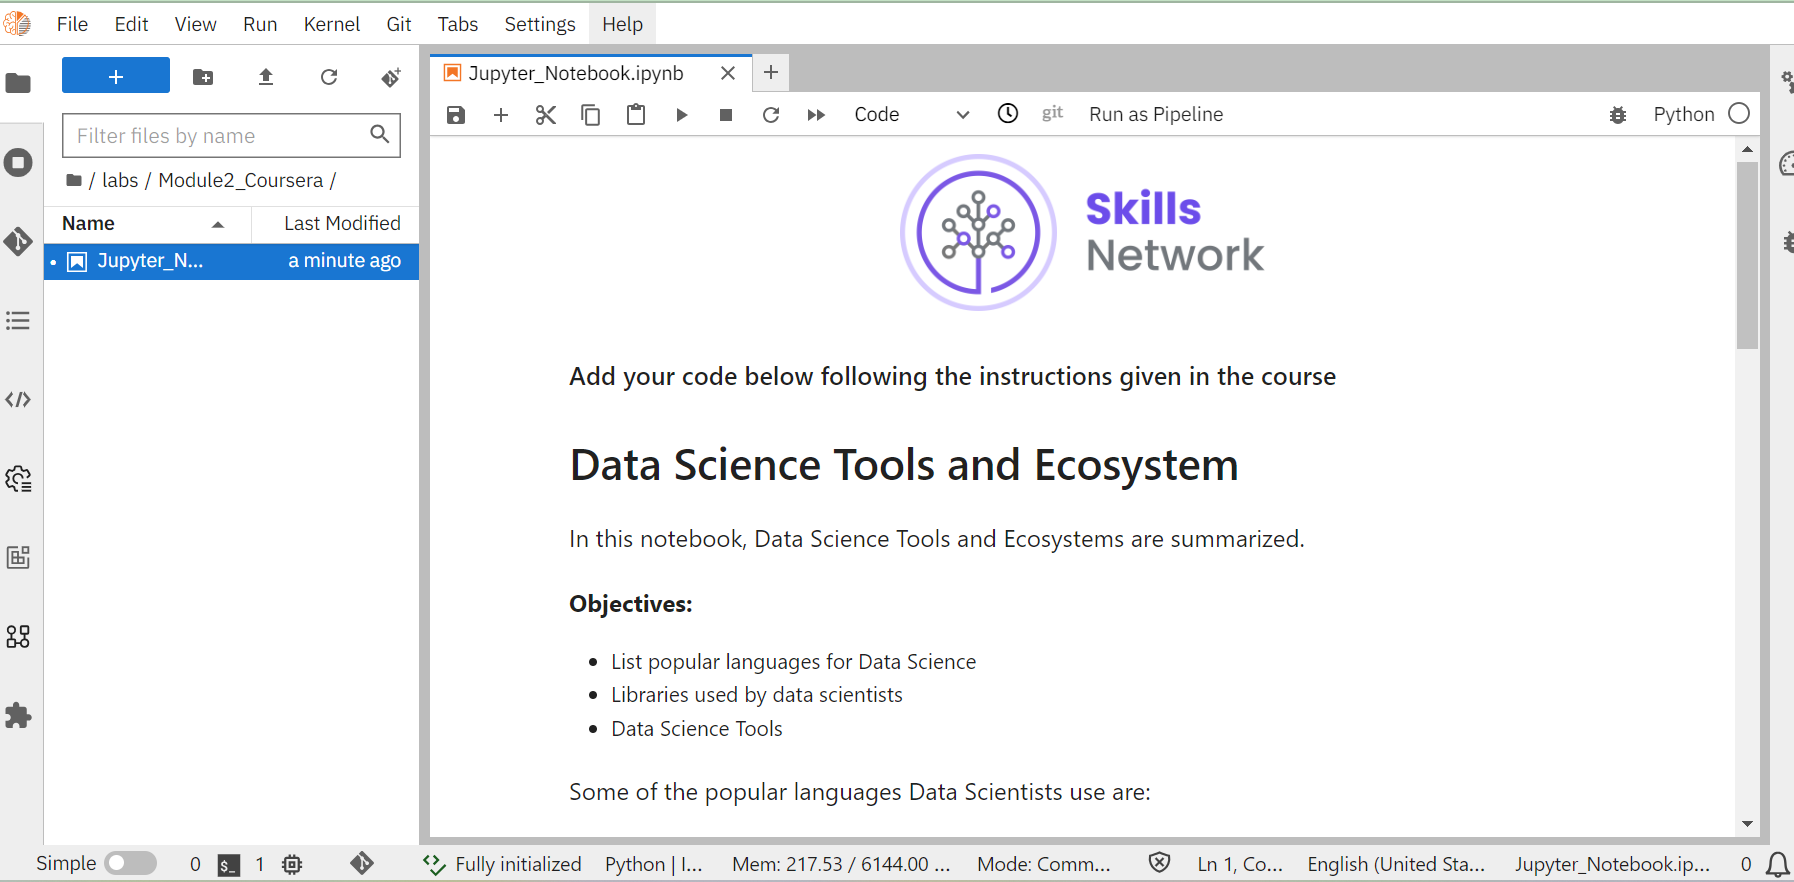 File Edit View Run Kernel Git Tabs Settings Help
+
Filter files by name
/ labs / Module2_Coursera /
Name Last Modified
Jupyter_N... a minute ago
Jupyter_Notebook.ipynb
Code git Run as Pipeline Python
Skills
Network
Add your code below following the instructions given in the course
Data Science Tools and Ecosystem
In this notebook, Data Science Tools and Ecosystems are summarized.
Objectives:
• List popular languages for Data Science
• Libraries used by data scientists
• Data Science Tools
Some of the popular languages Data Scientists use are:
Simple 0 $_ 1 Fully initialized Python | I... Mem: 217.53 / 6144.00 ... Mode: Comm... Ln 1, Co... English (United Sta... Jupyter_Notebook.ip... 0